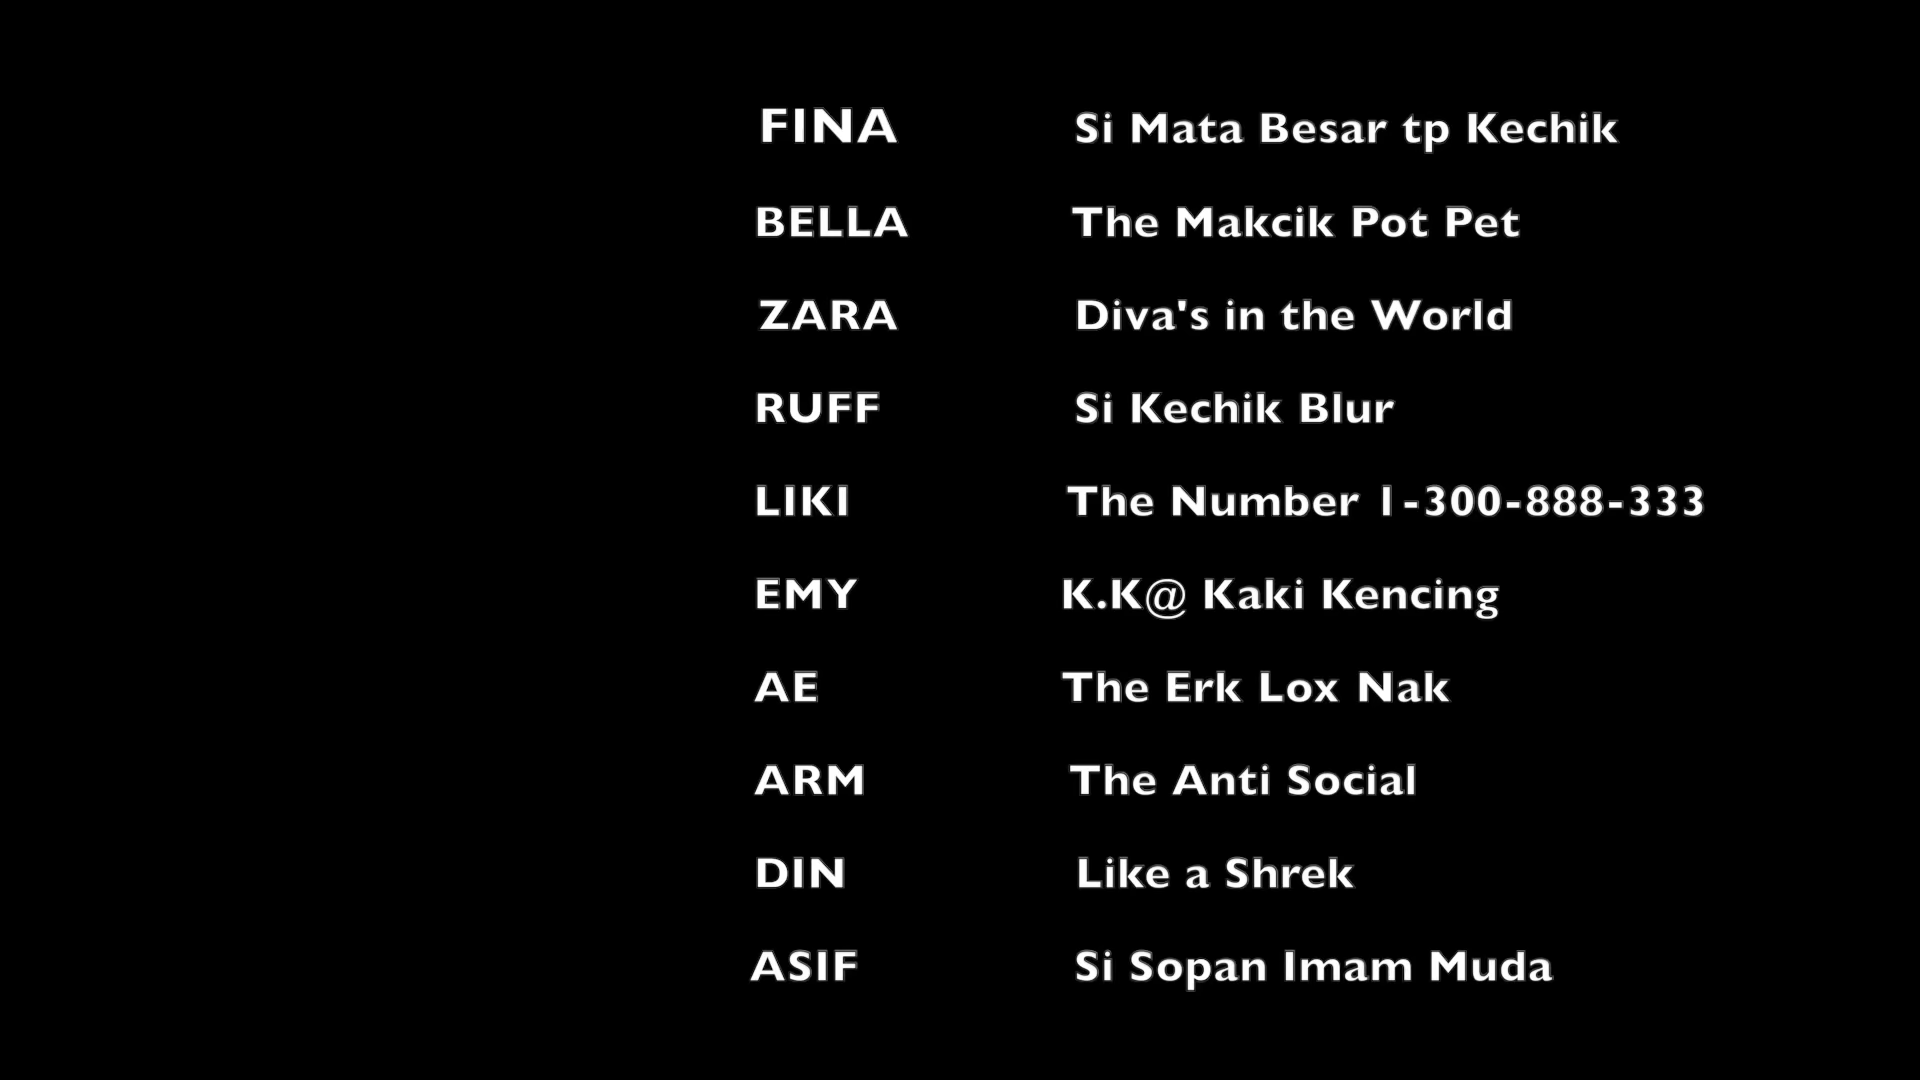 FINA Si Mata Besar tp Kechik
BELLA The Makcik Pot Pet
ZARA Diva's in the World
RUFF Si Kechik Blur
LIKI The Number 1-300-888-333
EMY K.K@ Kaki Kencing
AE The Erk Lox Nak
ARM The Anti Social
DIN Like a Shrek
ASIF Si Sopan Imam Muda